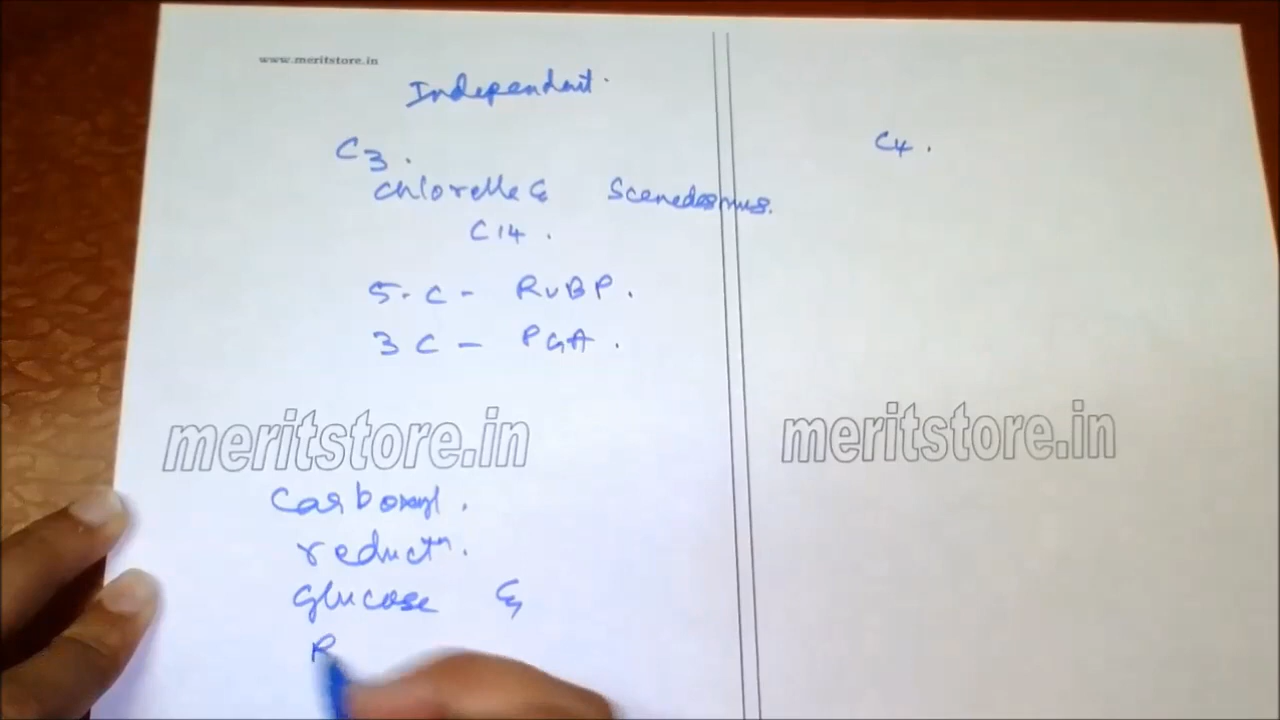 www.meritstore.in
Independent.
C3.
C4.
chlorella & Scenedesmus.
C14.
5-C- RuBP.
3C - PGA.
meritstore.in meritstore.in
Carboxyl.
reductn.
glucose &
R